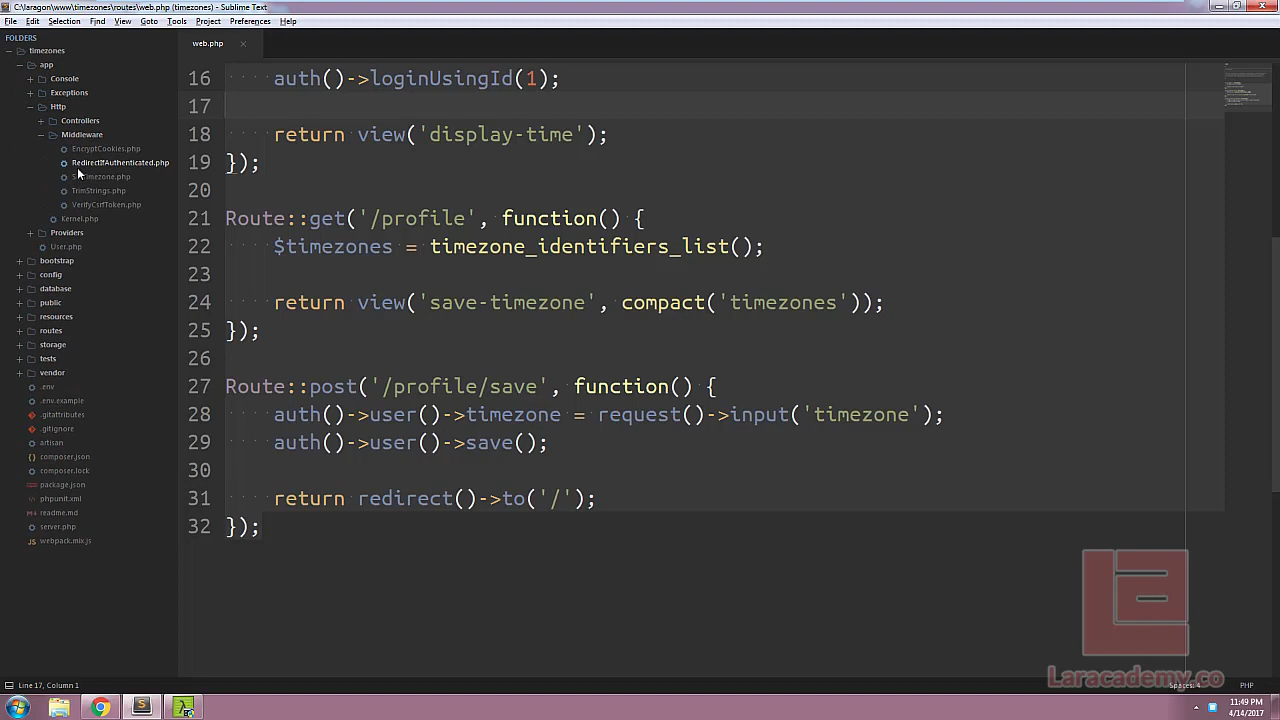 C:\laragon\www\timezones\routes\web.php (timezones) - Sublime Text
File Edit Selection Find View Goto Tools Project Preferences Help
FOLDERS
timezones
app
Console
Exceptions
Http
Controllers
Middleware
EncryptCookies.php
RedirectIfAuthenticated.php
Timezone.php
TrimStrings.php
VerifyCsrfToken.php
Kernel.php
Providers
User.php
bootstrap
config
database
public
resources
routes
storage
tests
vendor
.env
.env.example
.gitattributes
.gitignore
artisan
composer.json
composer.lock
package.json
phpunit.xml
readme.md
server.php
webpack.mix.js
web.php
16 auth()->loginUsingId(1);
17
18 return view('display-time');
19 });
20
21 Route::get('/profile', function() {
22 $timezones = timezone_identifiers_list();
23
24 return view('save-timezone', compact('timezones'));
25 });
26
27 Route::post('/profile/save', function() {
28 auth()->user()->timezone = request()->input('timezone');
29 auth()->user()->save();
30
31 return redirect()->to('/');
32 });
Laracademy.co
Line 17, Column 1
Spaces: 4 PHP
11:49 PM
4/14/2017